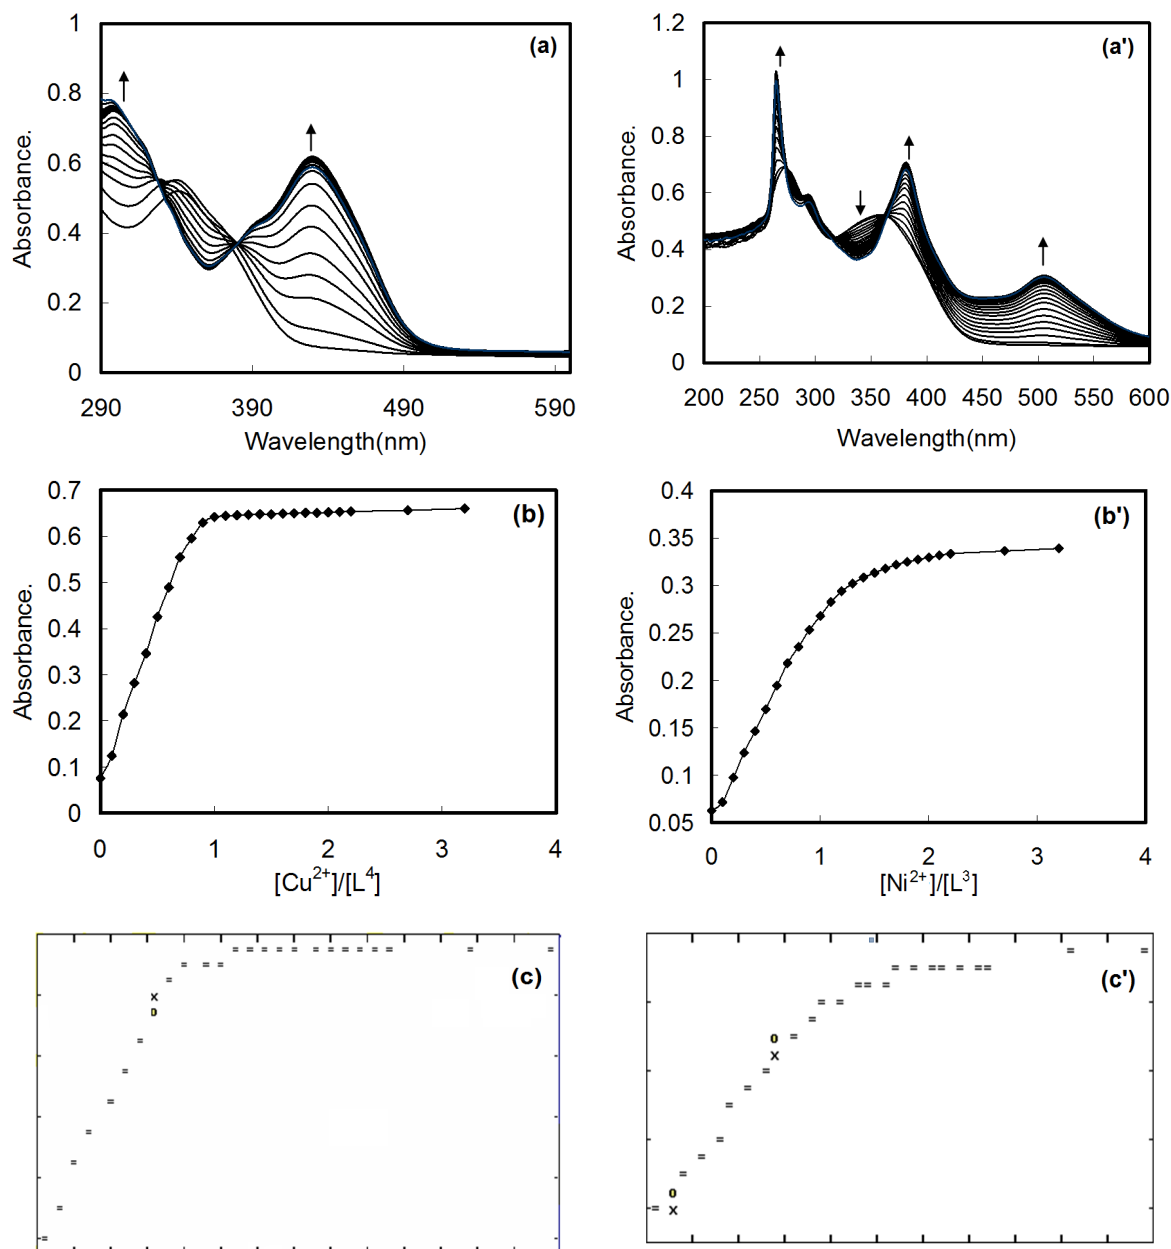 1
(a)
0.8
0.6
0.4
0.2
0
Absorbance.
290
390
490
590
Wavelength(nm)
1.2
(a')
1
0.8
0.6
0.4
0.2
0
Absorbance.
200 250 300 350 400 450 500 550 600
Wavelength(nm)
0.7
(b)
0.6
0.5
0.4
0.3
0.2
0.1
0
Absorbance.
0 1 2 3 4
[Cu²⁺]/[L⁴]
0.4
(b')
0.35
0.3
0.25
0.2
0.15
0.1
0.05
Absorbance.
0 1 2 3 4
[Ni²⁺]/[L³]
(c)
x
o
(c')
o
x
o
x